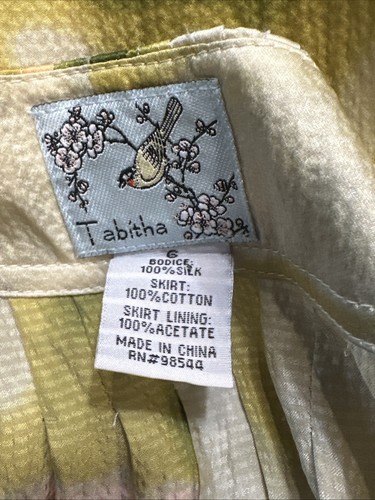 Tabitha
6
BODICE:
100%SILK
SKIRT:
100%COTTON
SKIRT LINING:
100%ACETATE
MADE IN CHINA
RN#98544